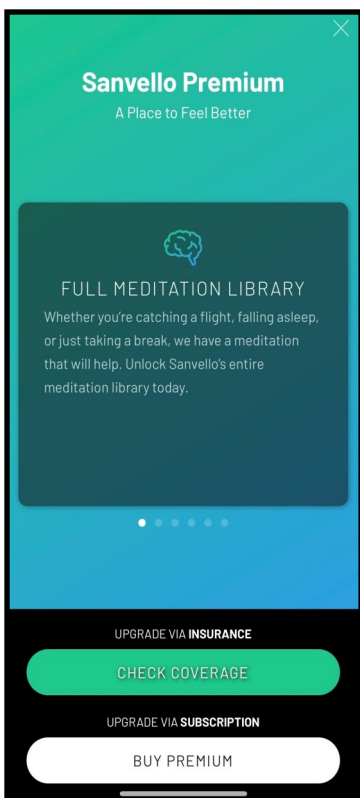 Sanvello Premium
A Place to Feel Better
FULL MEDITATION LIBRARY
Whether you're catching a flight, falling asleep,
or just taking a break, we have a meditation
that will help. Unlock Sanvello's entire
meditation library today.
UPGRADE VIA INSURANCE
CHECK COVERAGE
UPGRADE VIA SUBSCRIPTION
BUY PREMIUM